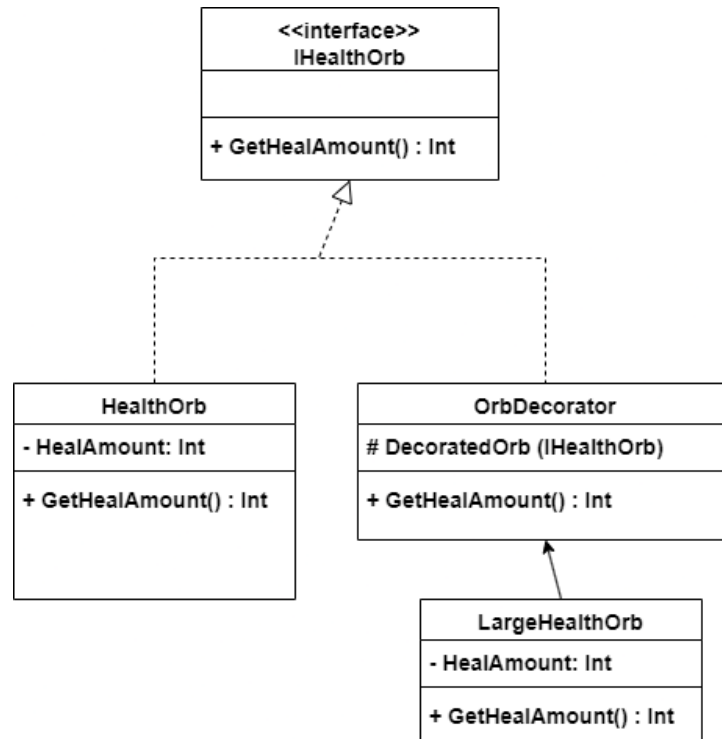 <<interface>>
IHealthOrb
+ GetHealAmount() : Int
HealthOrb
- HealAmount: Int
+ GetHealAmount() : Int
OrbDecorator
# DecoratedOrb (IHealthOrb)
+ GetHealAmount() : Int
LargeHealthOrb
- HealAmount: Int
+ GetHealAmount() : Int